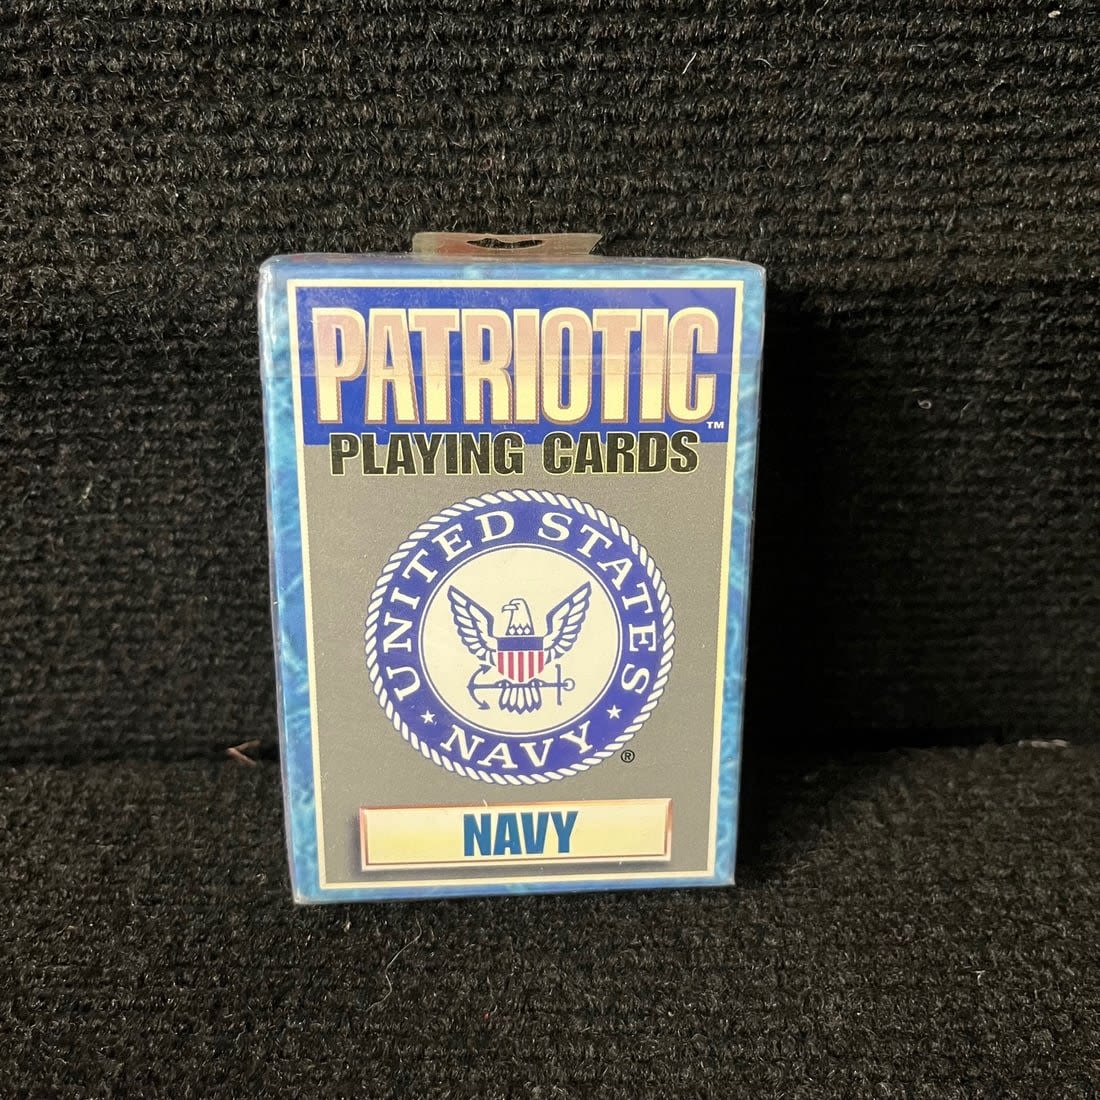 PATRIOTIC™
PLAYING CARDS
UNITED STATES
NAVY
®
NAVY